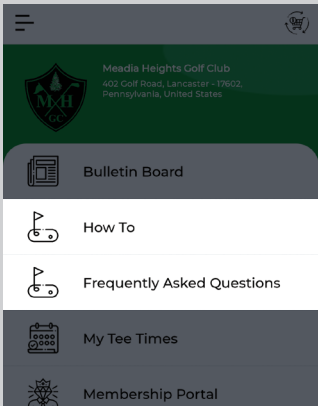 Meadia Heights Golf Club
402 Golf Road, Lancaster - 17602,
Pennsylvania, United States
M H
GC
Bulletin Board
How To
Frequently Asked Questions
My Tee Times
Membership Portal